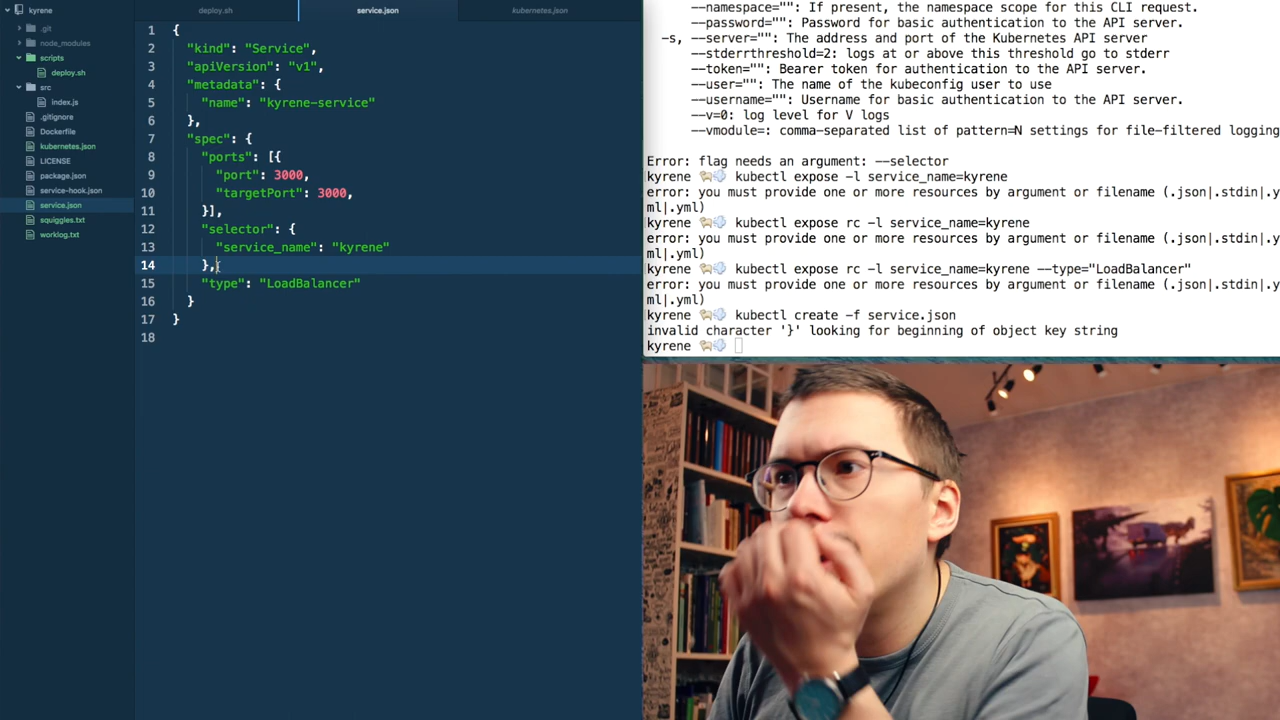 kyrene
.git
node_modules
scripts
deploy.sh
src
index.js
.gitignore
Dockerfile
kubernetes.json
LICENSE
package.json
service-hook.json
service.json
squiggles.txt
worklog.txt
deploy.sh
service.json
kubernetes.json
1 {
2 "kind": "Service",
3 "apiVersion": "v1",
4 "metadata": {
5 "name": "kyrene-service"
6 },
7 "spec": {
8 "ports": [{
9 "port": 3000,
10 "targetPort": 3000,
11 }],
12 "selector": {
13 "service_name": "kyrene"
14 },
15 "type": "LoadBalancer"
16 }
17 }
18
--namespace="": If present, the namespace scope for this CLI request.
--password="": Password for basic authentication to the API server.
-s, --server="": The address and port of the Kubernetes API server
--stderrthreshold=2: logs at or above this threshold go to stderr
--token="": Bearer token for authentication to the API server.
--user="": The name of the kubeconfig user to use
--username="": Username for basic authentication to the API server.
--v=0: log level for V logs
--vmodule=: comma-separated list of pattern=N settings for file-filtered logging
Error: flag needs an argument: --selector
kyrene 🐑💨 kubectl expose -l service_name=kyrene
error: you must provide one or more resources by argument or filename (.json|.stdin|.y
ml|.yml)
kyrene 🐑💨 kubectl expose rc -l service_name=kyrene
error: you must provide one or more resources by argument or filename (.json|.stdin|.y
ml|.yml)
kyrene 🐑💨 kubectl expose rc -l service_name=kyrene --type="LoadBalancer"
error: you must provide one or more resources by argument or filename (.json|.stdin|.y
ml|.yml)
kyrene 🐑💨 kubectl create -f service.json
invalid character '}' looking for beginning of object key string
kyrene 🐑💨